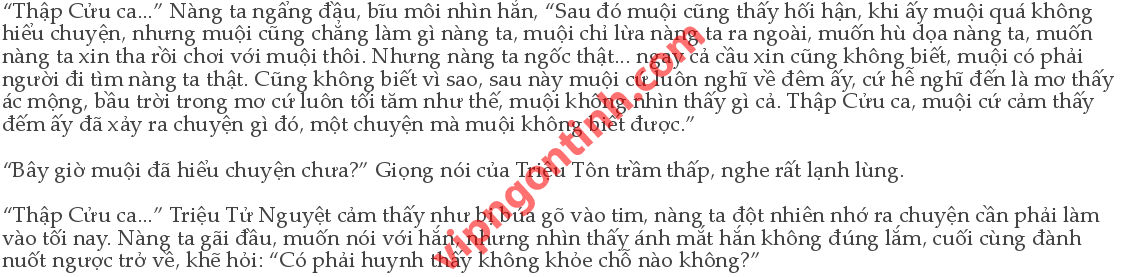 “Thập Cửu ca...” Nàng ta ngẩng đầu, bĩu môi nhìn hắn, “Sau đó muội cũng thấy hối hận, khi ấy muội quá không
hiểu chuyện, nhưng muội cũng chẳng làm gì nàng ta, muội chỉ lừa nàng ta ra ngoài, muốn hù dọa nàng ta, muốn
nàng ta xin tha rồi chơi với muội thôi. Nhưng nàng ta ngốc thật... ngay cả cầu xin cũng không biết, muội có phải
người đi tìm nàng ta thật. Cũng không biết vì sao, sau này muội cứ luôn nghĩ về đêm ấy, cứ hễ nghĩ đến là mơ thấy
ác mộng, bầu trời trong mơ cứ luôn tối tăm như thế, muội không nhìn thấy gì cả. Thập Cửu ca, muội cứ cảm thấy
đếm ấy đã xảy ra chuyện gì đó, một chuyện mà muội không biết được.”
“Bây giờ muội đã hiểu chuyện chưa?” Giọng nói của Triệu Tôn trầm thấp, nghe rất lạnh lùng.
“Thập Cửu ca...” Triệu Tử Nguyệt cảm thấy như bị búa gõ vào tim, nàng ta đột nhiên nhớ ra chuyện cần phải làm
vào tối nay. Nàng ta gãi đầu, muốn nói với hắn, nhưng nhìn thấy ánh mắt hắn không đúng lắm, cuối cùng đành
nuốt ngược trở về, khẽ hỏi: “Có phải huynh thấy không khỏe chỗ nào không?”
vipngontinh.com